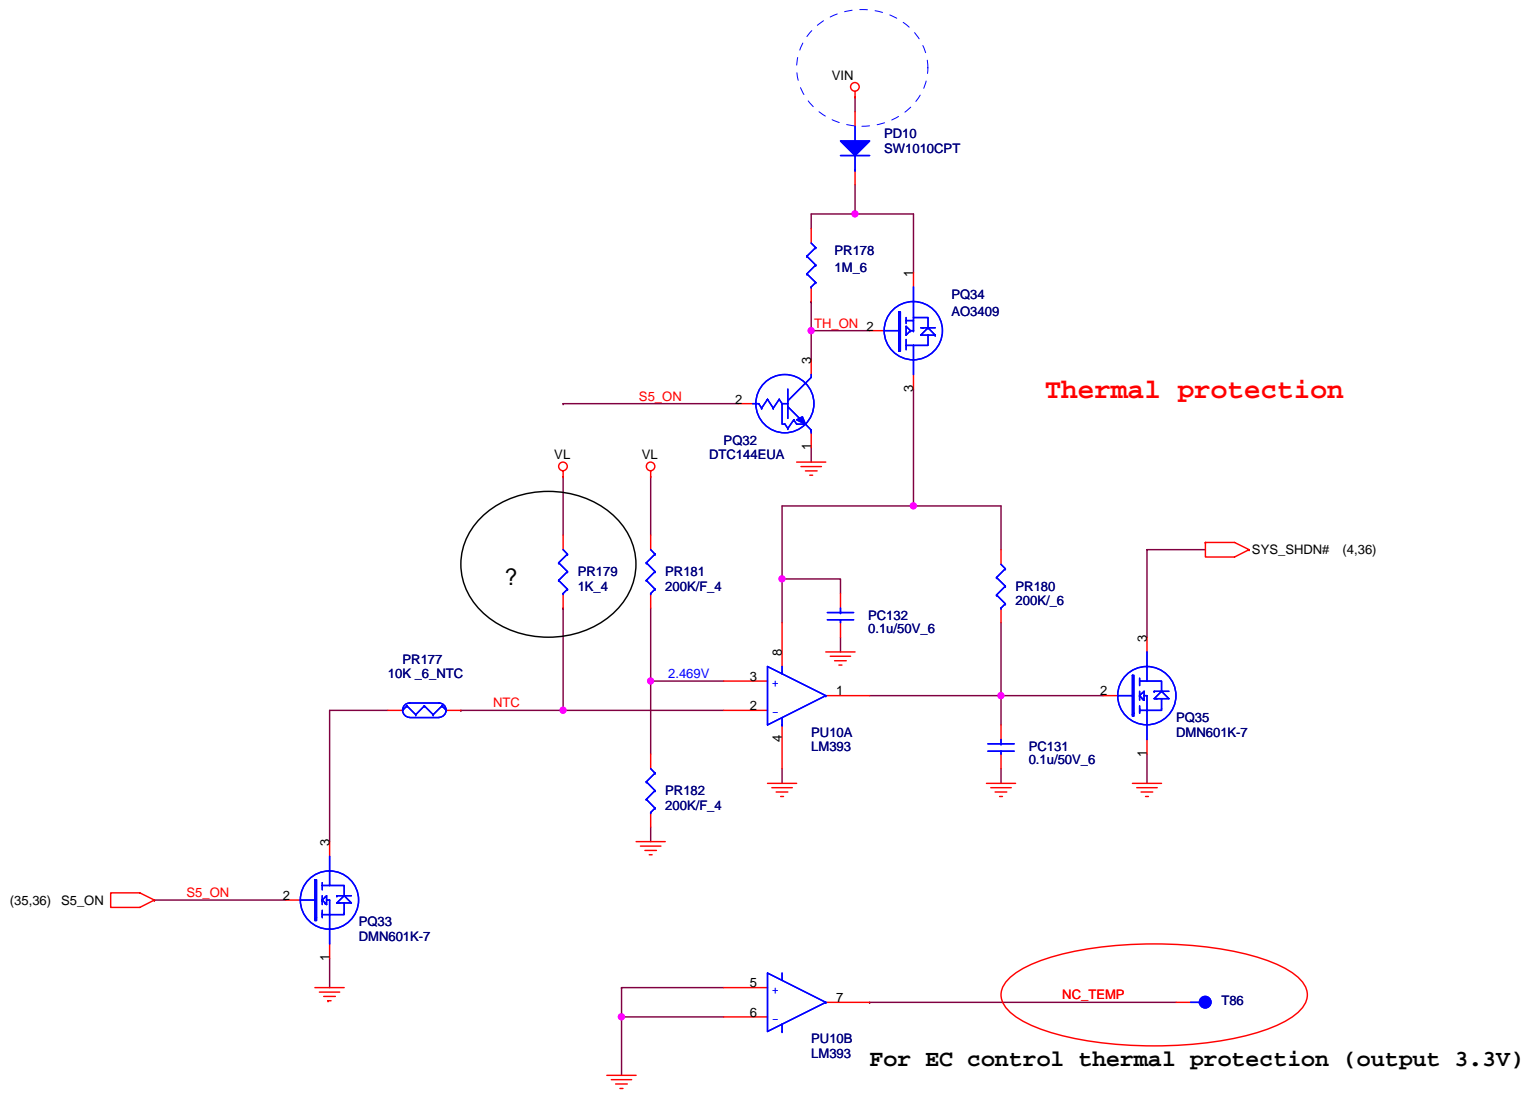 VIN
PD10
SW1010CPT
PR178
1M_6
1
PQ34
AO3409
TH_ON
2
3
3
S5_ON
2
PQ32
DTC144EUA
1
Thermal protection
VL
VL
?
PR179
1K_4
PR181
200K/F_4
PR180
200K/_6
SYS_SHDN# (4,36)
PC132
0.1u/50V_6
8
3
PR177
10K _6_NTC
NTC
2.469V
3
+
2
−
1
4
PU10A
LM393
2
PQ35
DMN601K-7
1
PC131
0.1u/50V_6
PR182
200K/F_4
3
(35,36) S5_ON
S5_ON
2
PQ33
DMN601K-7
1
5
+
6
−
7
NC_TEMP
T86
PU10B
LM393
For EC control thermal protection (output 3.3V)